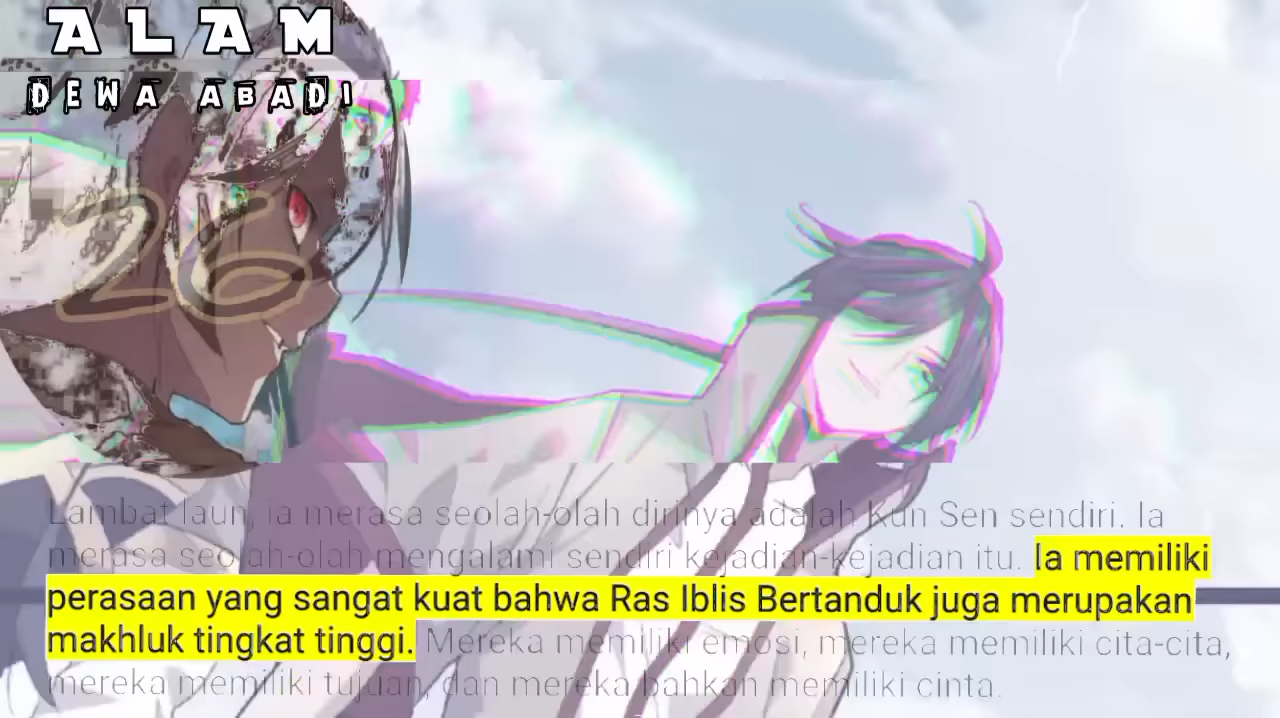 ALAM
DEWA ABADI
26
Lambat laun, ia merasa seolah-olah dirinya adalah Kun Sen sendiri. Ia
merasa seolah-olah mengalami sendiri kejadian-kejadian itu. Ia memiliki
perasaan yang sangat kuat bahwa Ras Iblis Bertanduk juga merupakan
makhluk tingkat tinggi. Mereka memiliki emosi, mereka memiliki cita-cita,
mereka memiliki tujuan, dan mereka bahkan memiliki cinta.